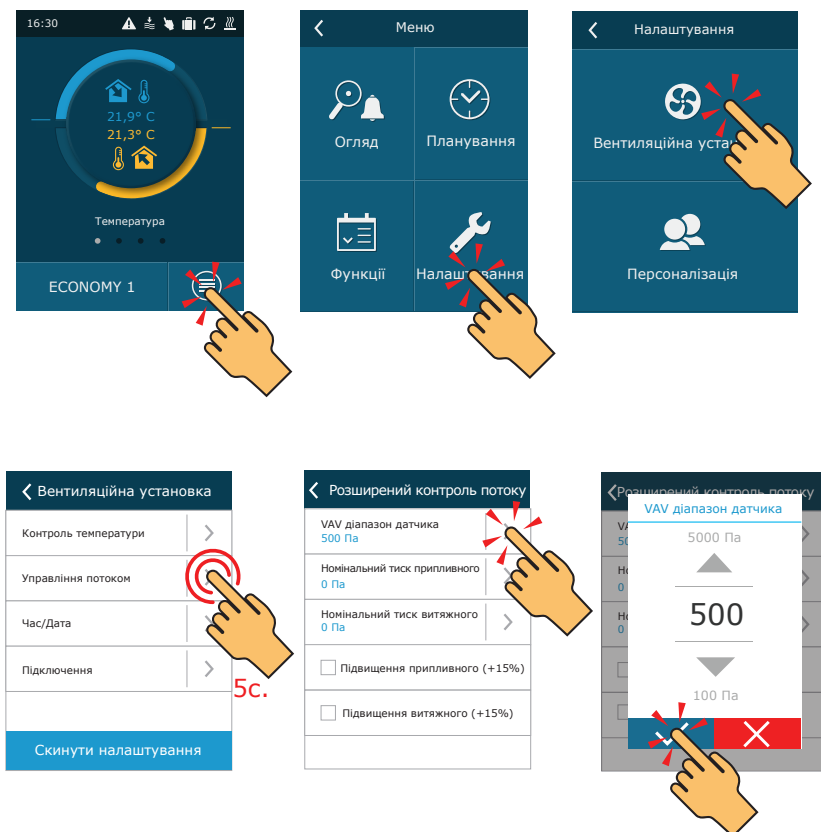 16:30
21,9° C
21,3° C
Температура
ECONOMY 1
Меню
Огляд
Планування
Функції
Налаштування
Налаштування
Вентиляційна уста
Персоналізація
Вентиляційна установка
Контроль температури
Управління потоком
Час/Дата
Підключення
5с.
Скинути налаштування
Розширений контроль потоку
VAV діапазон датчика
500 Па
Номінальний тиск припливного
0 Па
Номінальний тиск витяжного
0 Па
Підвищення припливного (+15%)
Підвищення витяжного (+15%)
Розширений контроль потоку
VAV діапазон датчика
5000 Па
500
100 Па